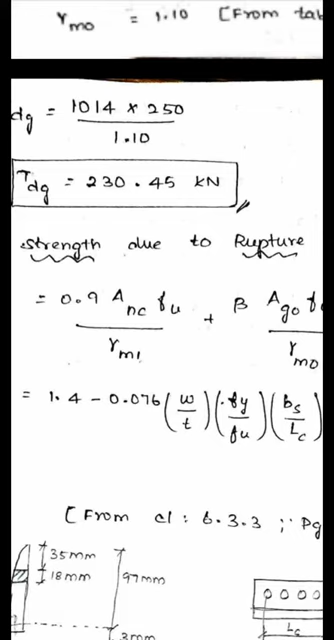 γmo = 1.10 [From tab
dg = 1014 × 250 / 1.10
Tdg = 230.45 kN
strength due to Rupture
= 0.9 Anc fu / γm1 + β Ago f / γmo
= 1.4 - 0.076 (w/t) (fy/fu) (bs/Lc)
[From cl : 6.3.3 ; Pg
35mm
18mm
97mm
3mm
Lc